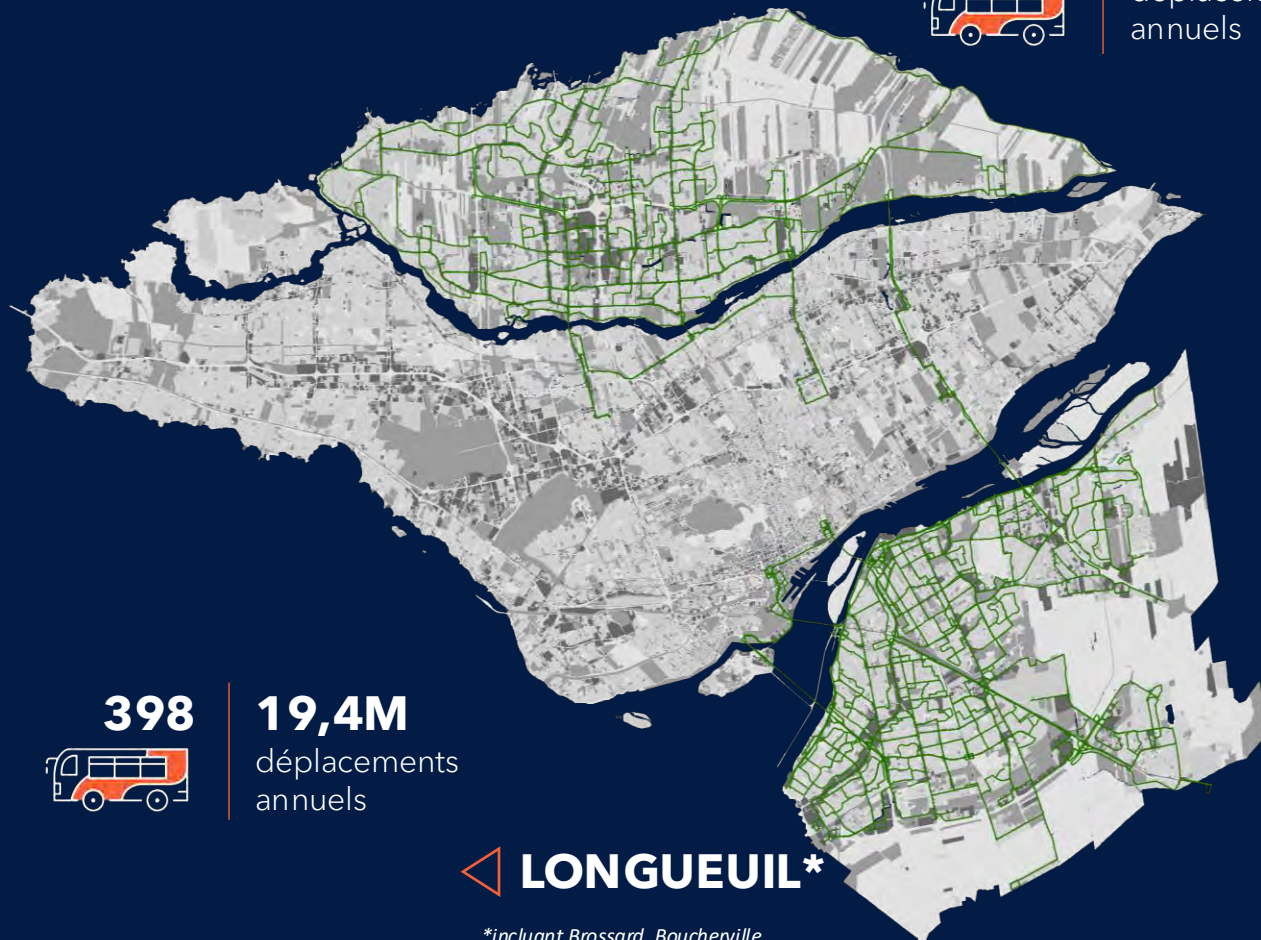 annuels
398
19,4M
déplacements
annuels
LONGUEUIL*
*incluant Brossard, Boucherville